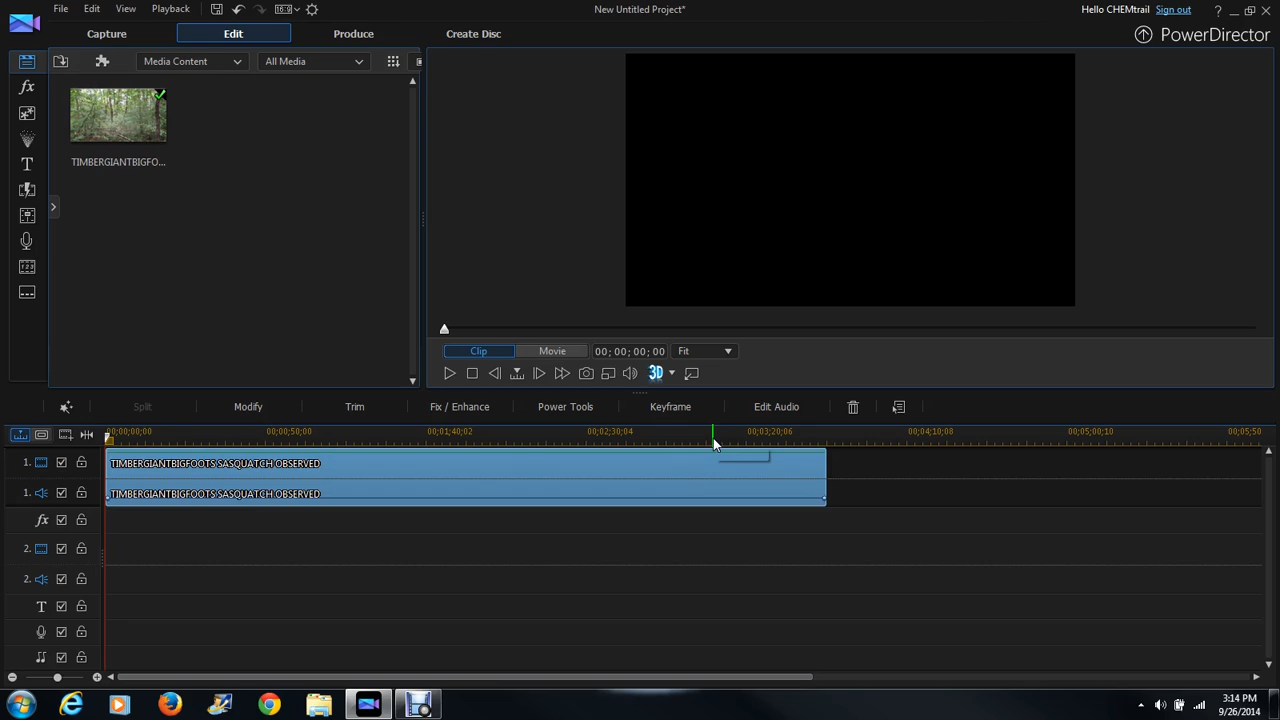 File Edit View Playback 16:9 New Untitled Project* Hello CHEMtrail Sign out ?
Capture Edit Produce Create Disc PowerDirector
Media Content All Media
fx
TIMBERGIANTBIGFO...
T
Clip Movie 00; 00; 00; 00 Fit
3D
Split Modify Trim Fix / Enhance Power Tools Keyframe Edit Audio
00;00;00;00 00;00;50;00 00;01;40;02 00;02;30;04 00;03;20;06 00;04;10;08 00;05;00;10 00;05;50
1. TIMBERGIANTBIGFOOTS SASQUATCH OBSERVED
1. TIMBERGIANTBIGFOOTS SASQUATCH OBSERVED
fx
2.
2.
T
3:14 PM
9/26/2014